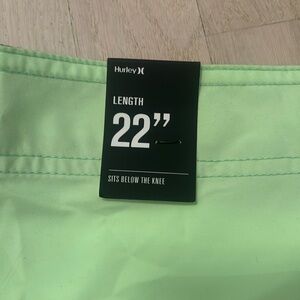 Hurley
LENGTH
22”
SITS BELOW THE KNEE